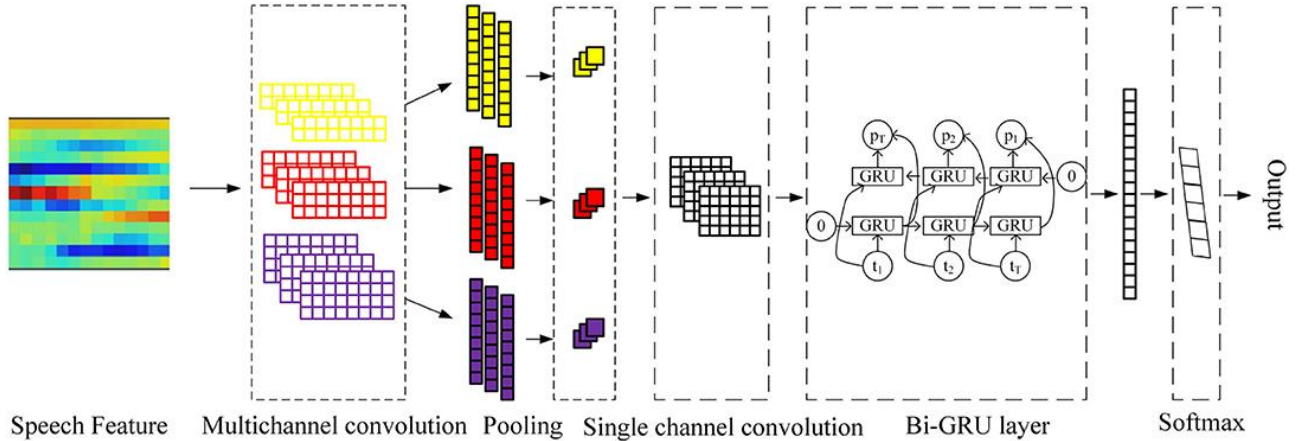 p_T p_2 p_1
GRU GRU GRU 0
0 GRU GRU GRU
t_1 t_2 t_T
Output
Speech Feature Multichannel convolution Pooling Single channel convolution Bi-GRU layer Softmax